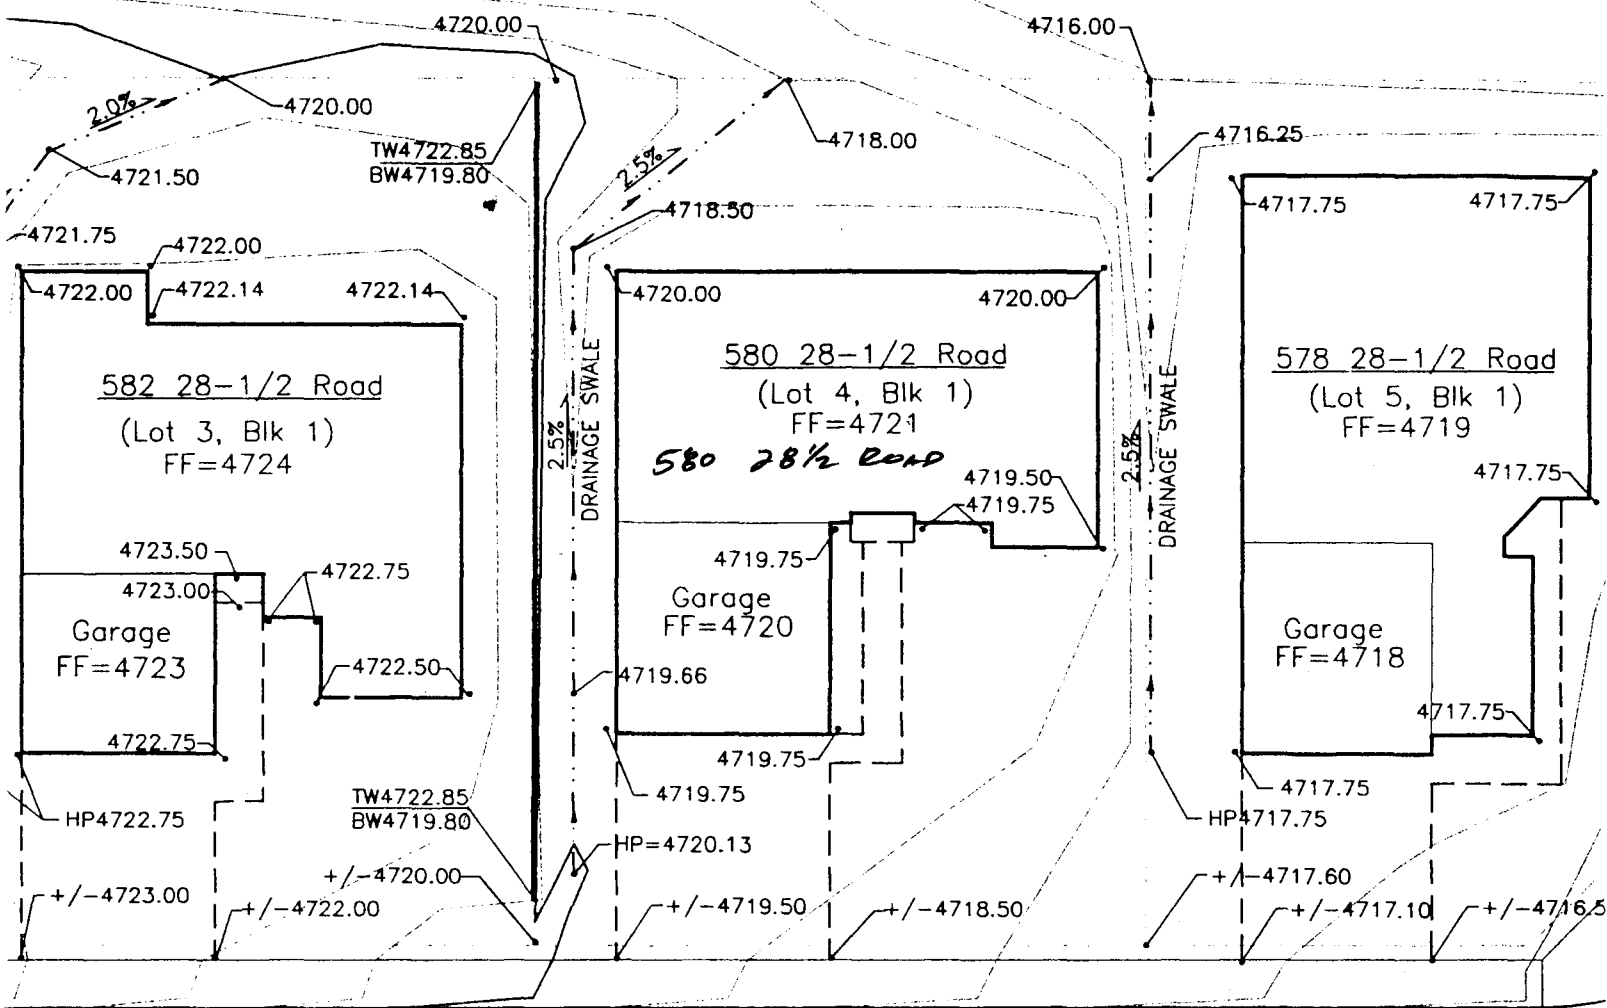 4720.00
4716.00
2.0%
4720.00
TW4722.85
BW4719.80
4721.50
2.5%
4718.00
4716.25
4718.50
4717.75
4717.75
4721.75
4722.00
4722.00
4722.14
4722.14
4720.00
4720.00
582 28-1/2 Road
(Lot 3, Blk 1)
FF=4724
2.5%
DRAINAGE SWALE
580 28-1/2 Road
(Lot 4, Blk 1)
FF=4721
580 28½ ROAD
2.5%
DRAINAGE SWALE
578 28-1/2 Road
(Lot 5, Blk 1)
FF=4719
4719.50
4719.75
4717.75
4723.50
4722.75
4723.00
4719.75
Garage
FF=4723
Garage
FF=4720
Garage
FF=4718
4722.50
4719.66
4722.75
4719.75
4717.75
HP4722.75
TW4722.85
BW4719.80
4719.75
4717.75
HP4717.75
HP=4720.13
+/-4723.00
+/-4722.00
+/-4720.00
+/-4719.50
+/-4718.50
+/-4717.60
+/-4717.10
+/-4716.5